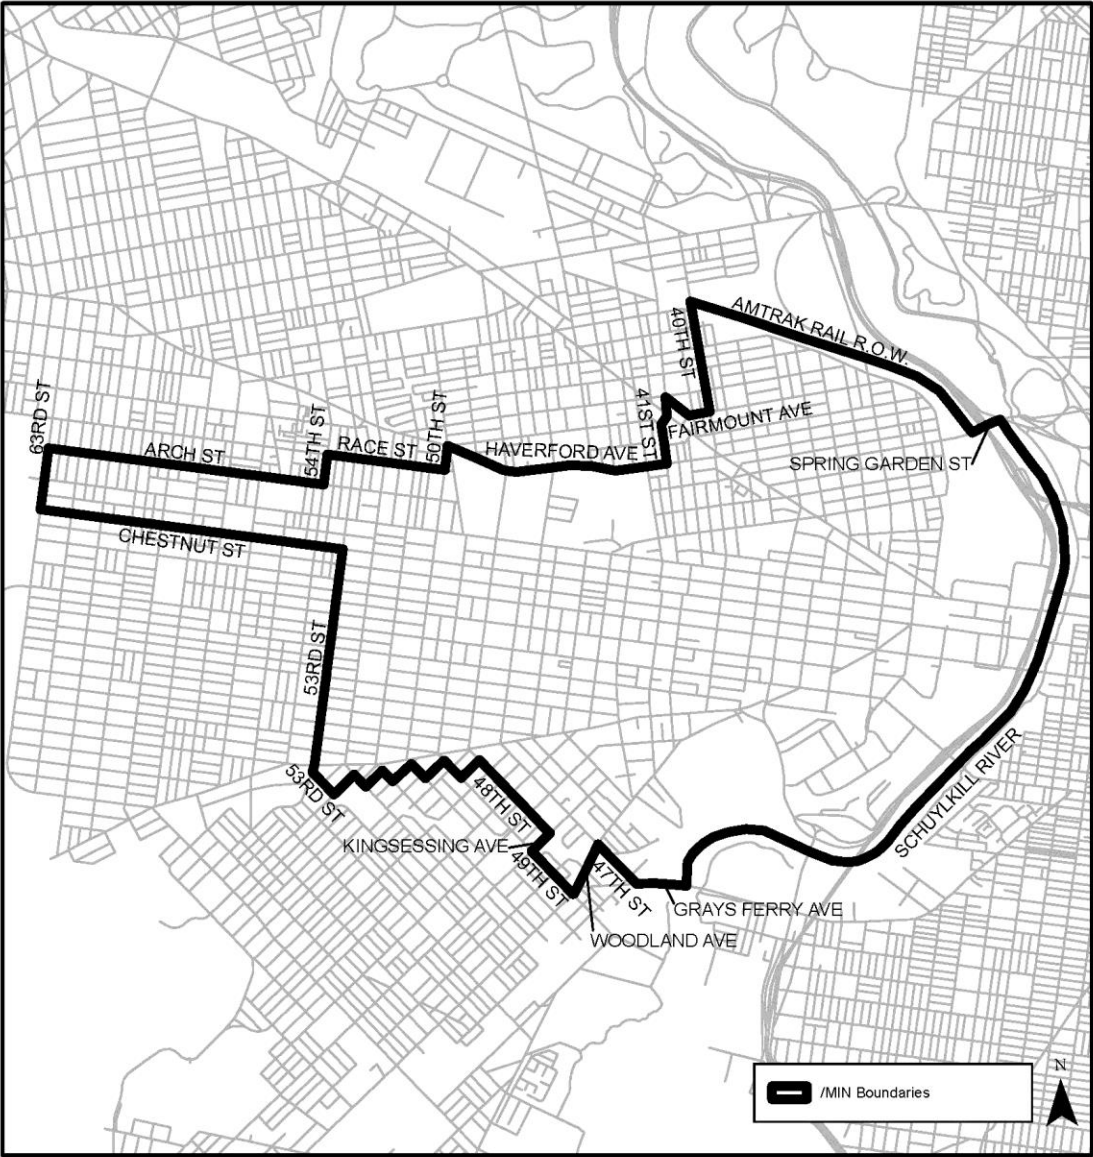 AMTRAK RAIL R.O.W.
40TH ST
63RD ST
41ST ST
50TH ST
54TH ST
FAIRMOUNT AVE
RACE ST
ARCH ST
HAVERFORD AVE
SPRING GARDEN ST
CHESTNUT ST
53RD ST
53RD ST
48TH ST
SCHUYLKILL RIVER
KINGSESSING AVE
49TH ST
47TH ST
GRAYS FERRY AVE
WOODLAND AVE
N
/MIN Boundaries